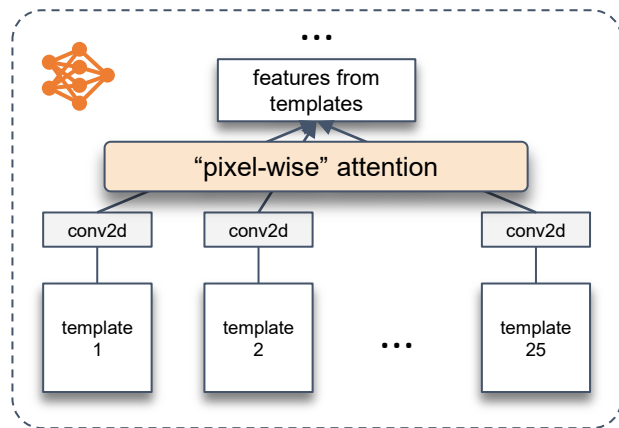 ...
features from
templates
“pixel-wise” attention
conv2d conv2d conv2d
template template template
1 2 ... 25